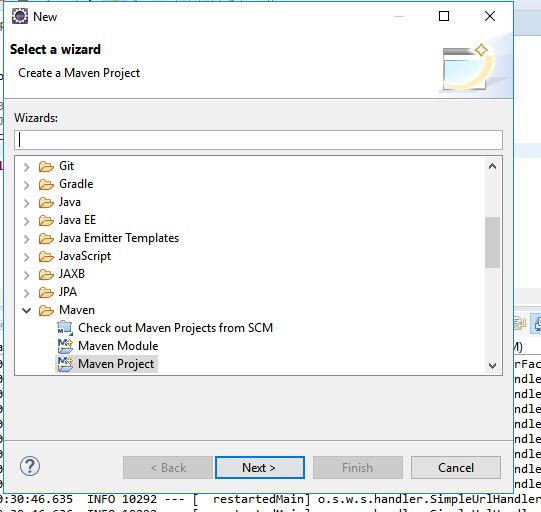 New
Select a wizard
Create a Maven Project
Wizards:
Git
Gradle
Java
Java EE
Java Emitter Templates
JavaScript
JAXB
JPA
Maven
Check out Maven Projects from SCM
Maven Module
Maven Project
< Back
Next >
Finish
Cancel
0:30:46.635 INFO 10292 --- [ restartedMain] o.s.w.s.handler.SimpleUrlHandler